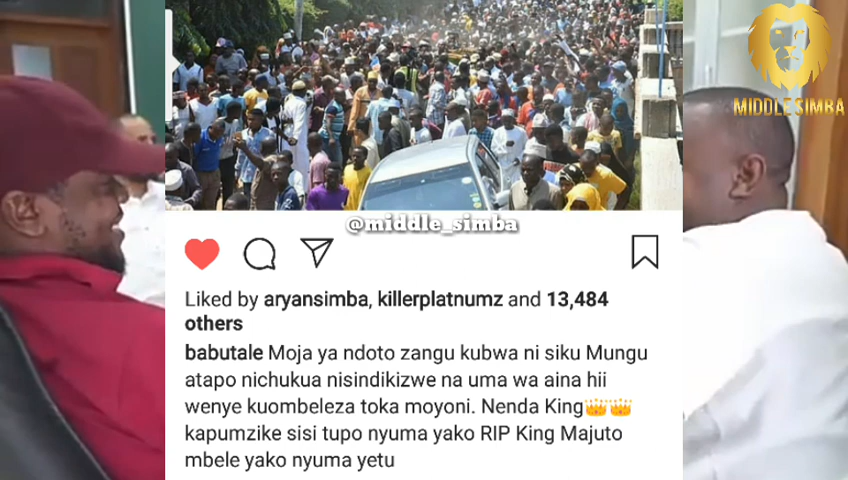 MIDDLE SIMBA
@middle_simba
Liked by aryansimba, killerplatnumz and 13,484
others
babutale Moja ya ndoto zangu kubwa ni siku Mungu
atapo nichukua nisindikizwe na uma wa aina hii
wenye kuombeleza toka moyoni. Nenda King👑👑
kapumzike sisi tupo nyuma yako RIP King Majuto
mbele yako nyuma yetu